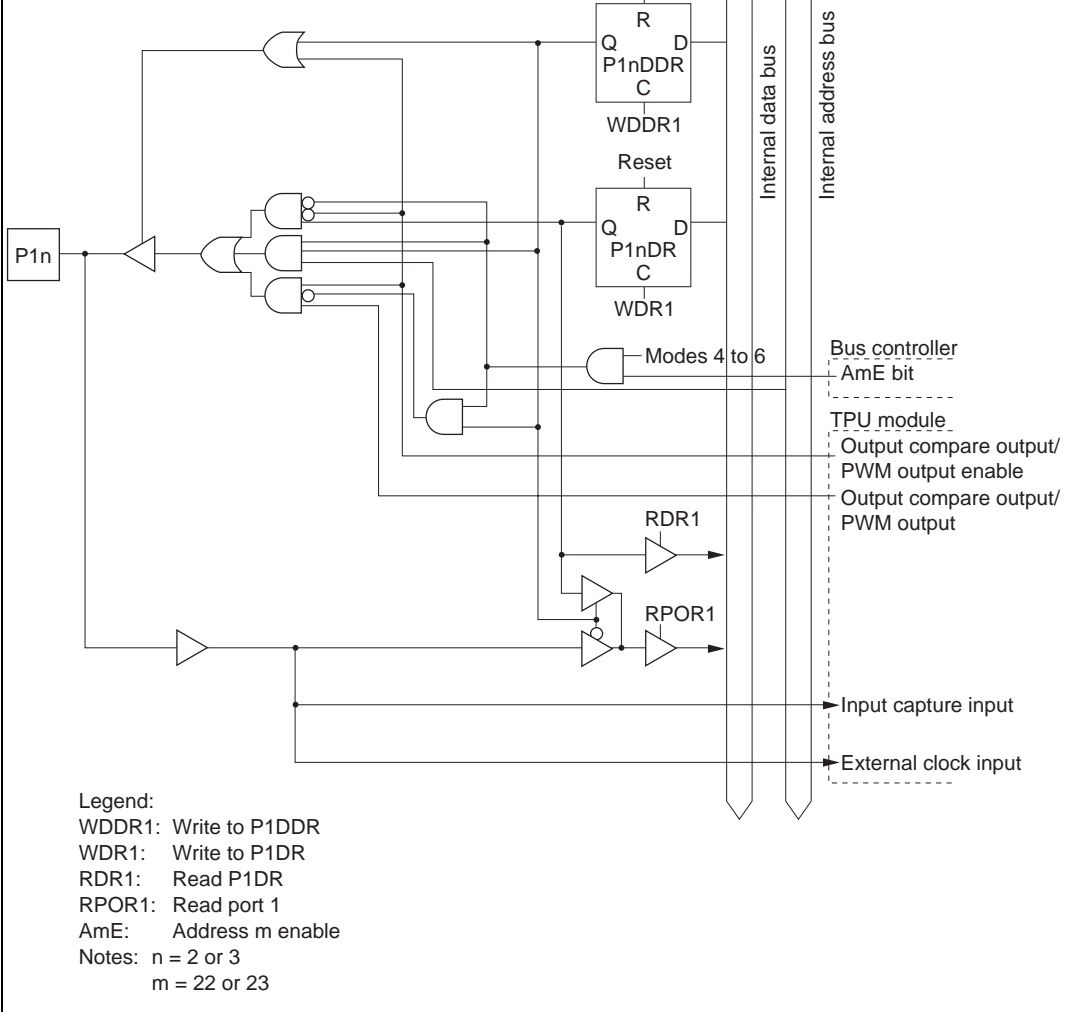 R
Q D
P1nDDR
C
WDDR1
Reset
R
Q D
P1nDR
C
WDR1
P1n
Internal data bus
Internal address bus
Modes 4 to 6
Bus controller
AmE bit
TPU module
Output compare output/
PWM output enable
Output compare output/
PWM output
RDR1
RPOR1
Input capture input
External clock input
Legend:
WDDR1: Write to P1DDR
WDR1: Write to P1DR
RDR1: Read P1DR
RPOR1: Read port 1
AmE: Address m enable
Notes: n = 2 or 3
m = 22 or 23